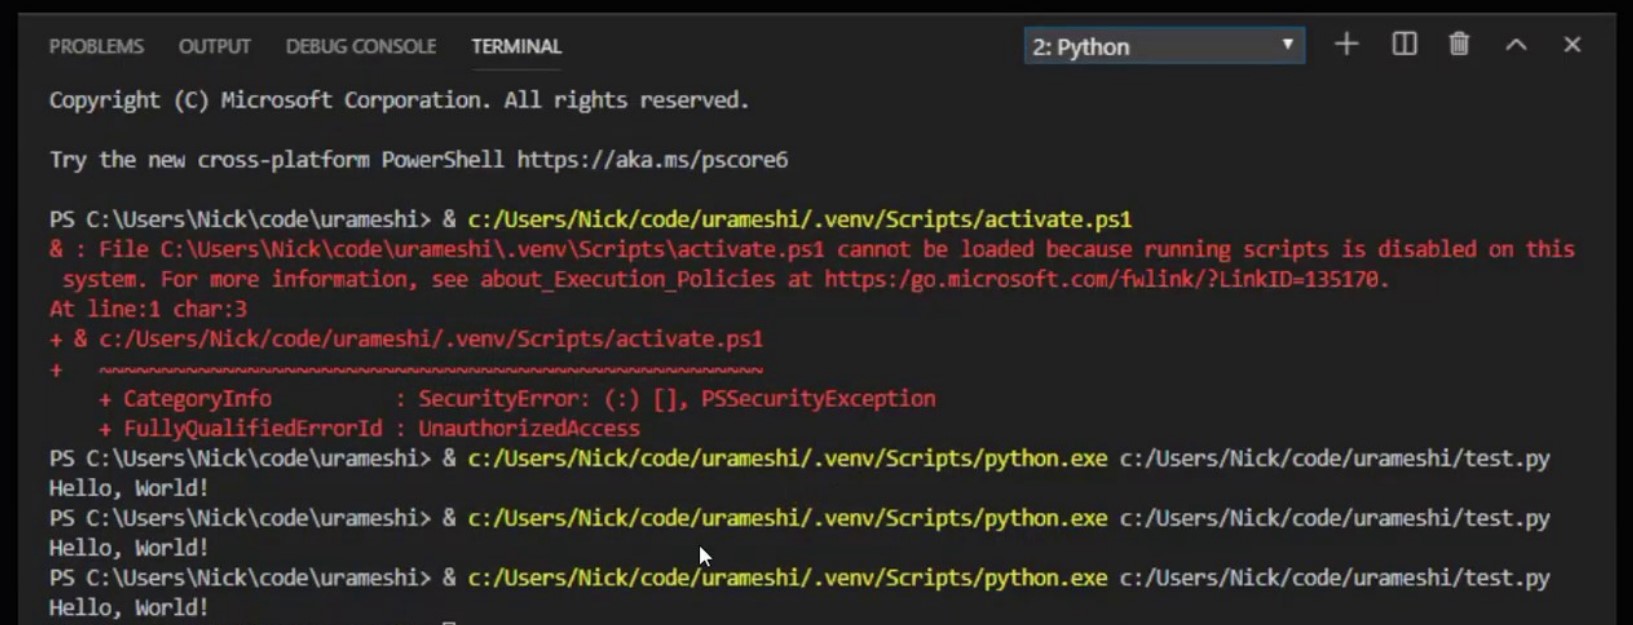 PROBLEMS OUTPUT DEBUG CONSOLE TERMINAL 2: Python
Copyright (C) Microsoft Corporation. All rights reserved.
Try the new cross-platform PowerShell https://aka.ms/pscore6
PS C:\Users\Nick\code\urameshi> & c:/Users/Nick/code/urameshi/.venv/Scripts/activate.ps1
& : File C:\Users\Nick\code\urameshi\.venv\Scripts\activate.ps1 cannot be loaded because running scripts is disabled on this
system. For more information, see about_Execution_Policies at https:/go.microsoft.com/fwlink/?LinkID=135170.
At line:1 char:3
+ & c:/Users/Nick/code/urameshi/.venv/Scripts/activate.ps1
+ ~~~~~~~~~~~~~~~~~~~~~~~~~~~~~~~~~~~~~~~~~~~~~~~~~~~~~~
+ CategoryInfo : SecurityError: (:) [], PSSecurityException
+ FullyQualifiedErrorId : UnauthorizedAccess
PS C:\Users\Nick\code\urameshi> & c:/Users/Nick/code/urameshi/.venv/Scripts/python.exe c:/Users/Nick/code/urameshi/test.py
Hello, World!
PS C:\Users\Nick\code\urameshi> & c:/Users/Nick/code/urameshi/.venv/Scripts/python.exe c:/Users/Nick/code/urameshi/test.py
Hello, World!
PS C:\Users\Nick\code\urameshi> & c:/Users/Nick/code/urameshi/.venv/Scripts/python.exe c:/Users/Nick/code/urameshi/test.py
Hello, World!